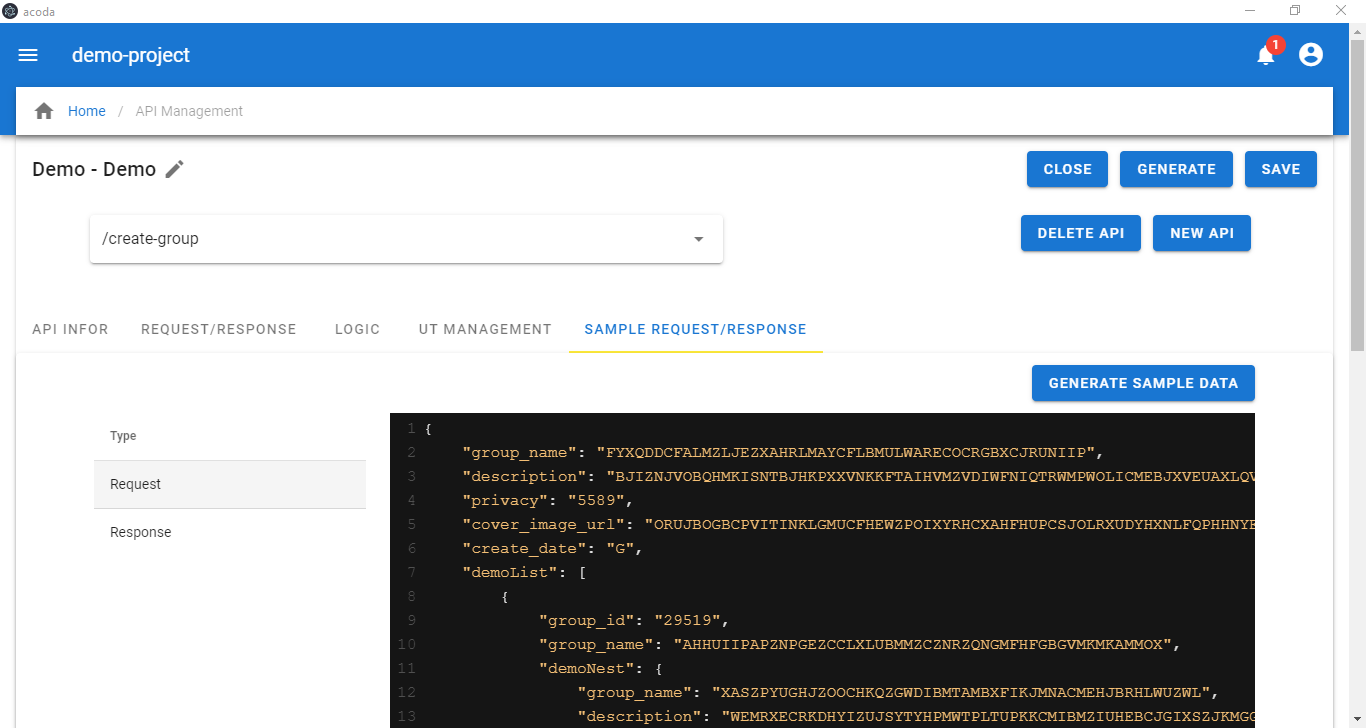 acoda
demo-project
1
Home / API Management
Demo - Demo
CLOSE GENERATE SAVE
/create-group
DELETE API NEW API
API INFOR REQUEST/RESPONSE LOGIC UT MANAGEMENT SAMPLE REQUEST/RESPONSE
GENERATE SAMPLE DATA
Type
Request
Response
1 {
2 "group_name": "FYXQDDCFALMZLJEZXAHRLMAYCFLBMULWARECOCRGBXCJRUNIIP",
3 "description": "BJIZNJVOBQHMKISNTBJHKPXXVNKKFTAIHVMZVDIWFNIQTRWMPWOLICMEBJXVEUAXLQV
4 "privacy": "5589",
5 "cover_image_url": "ORUJBOGBCPVITINKLGMUCFHEWZPOIXYRHCXAHFHUPCSJOLRXUDYHXNLFQPHHNYE
6 "create_date": "G",
7 "demoList": [
8 {
9 "group_id": "29519",
10 "group_name": "AHHUIIPAPZNPGEZCCLXLUBMMZCZNRZQNGMFHFGBGVMKMKAMMOX",
11 "demoNest": {
12 "group_name": "XASZPYUGHJZOOCHKQZGWDIBMTAMBXFIKJMNACMEHJBRHLWUZWL",
13 "description": "WEMRXECRKDHYIZUJSYTYHPMWTPLTUPKKCMIBMZIUHEBCJGIXSZJKMGG